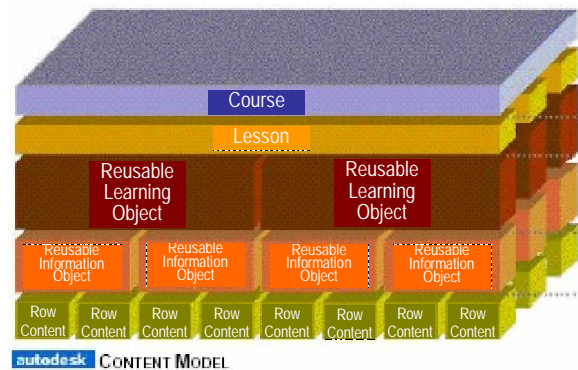 Course
Lesson
Reusable
Learning
Object
Reusable
Learning
Object
Reusable
Information
Object
Reusable
Information
Object
Reusable
Information
Object
Reusable
Information
Object
Row
Content
Row
Content
Row
Content
Row
Content
Row
Content
Row
Content
Row
Content
Row
Content
autodesk CONTENT MODEL